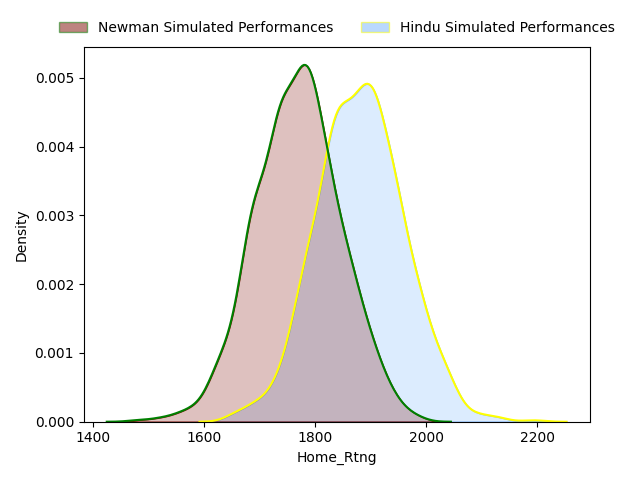 Newman Simulated Performances
Hindu Simulated Performances
0.005
0.004
0.003
0.002
0.001
0.000
Density
1400 1600 1800 2000 2200
Home_Rtng